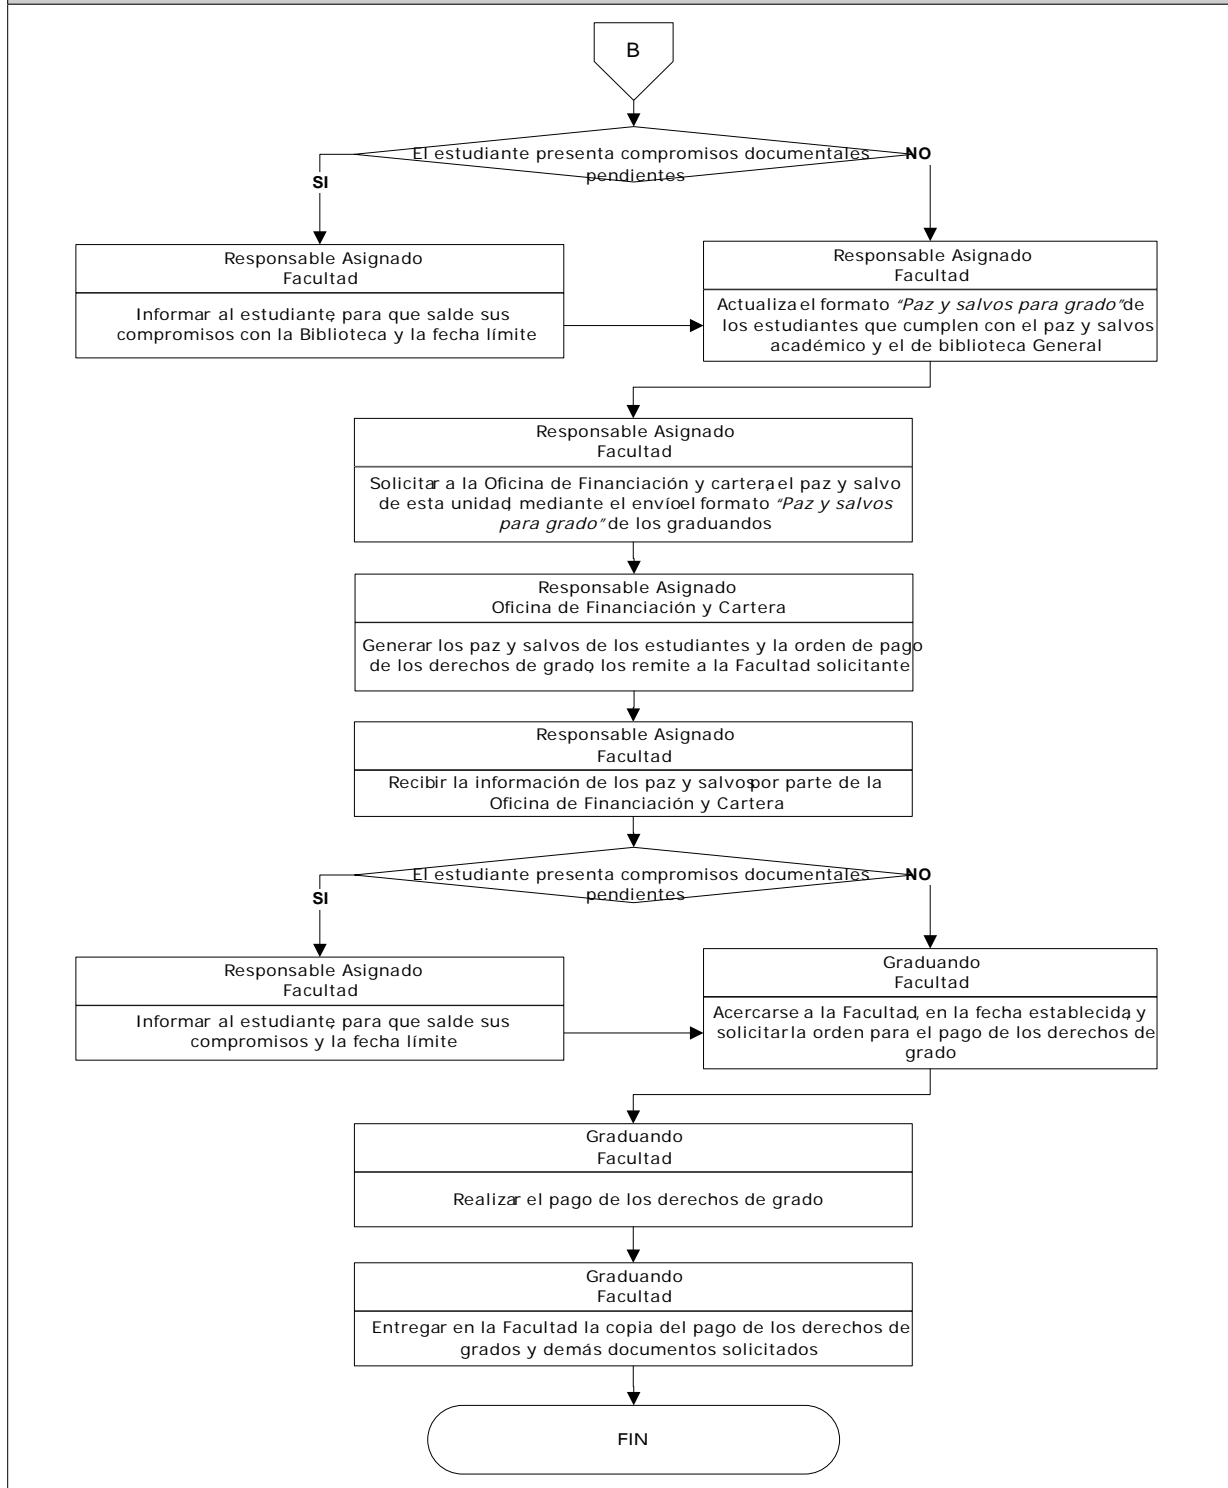 B
El estudiante presenta compromisos documentales
pendientes
NO
SI
Responsable Asignado
Facultad
Informar al estudiante, para que salde sus
compromisos con la Biblioteca y la fecha límite
Responsable Asignado
Facultad
Actualiza el formato “Paz y salvos para grado” de
los estudiantes que cumplen con el paz y salvos
académico y el de biblioteca General
Responsable Asignado
Facultad
Solicitar a la Oficina de Financiación y cartera, el paz y salvo
de esta unidad, mediante el envío el formato “Paz y salvos
para grado” de los graduandos
Responsable Asignado
Oficina de Financiación y Cartera
Generar los paz y salvos de los estudiantes y la orden de pago
de los derechos de grado, los remite a la Facultad solicitante
Responsable Asignado
Facultad
Recibir la información de los paz y salvos por parte de la
Oficina de Financiación y Cartera
El estudiante presenta compromisos documentales
pendientes
NO
SI
Responsable Asignado
Facultad
Informar al estudiante, para que salde sus
compromisos y la fecha límite
Graduando
Facultad
Acercarse a la Facultad, en la fecha establecida, y
solicitar la orden para el pago de los derechos de
grado
Graduando
Facultad
Realizar el pago de los derechos de grado
Graduando
Facultad
Entregar en la Facultad la copia del pago de los derechos de
grados y demás documentos solicitados
FIN